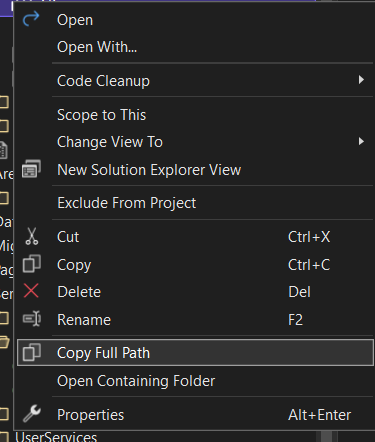 Open
Open With...
Code Cleanup
Scope to This
Change View To
New Solution Explorer View
Exclude From Project
Cut Ctrl+X
Copy Ctrl+C
Delete Del
Rename F2
Copy Full Path
Open Containing Folder
Properties Alt+Enter
UserServices